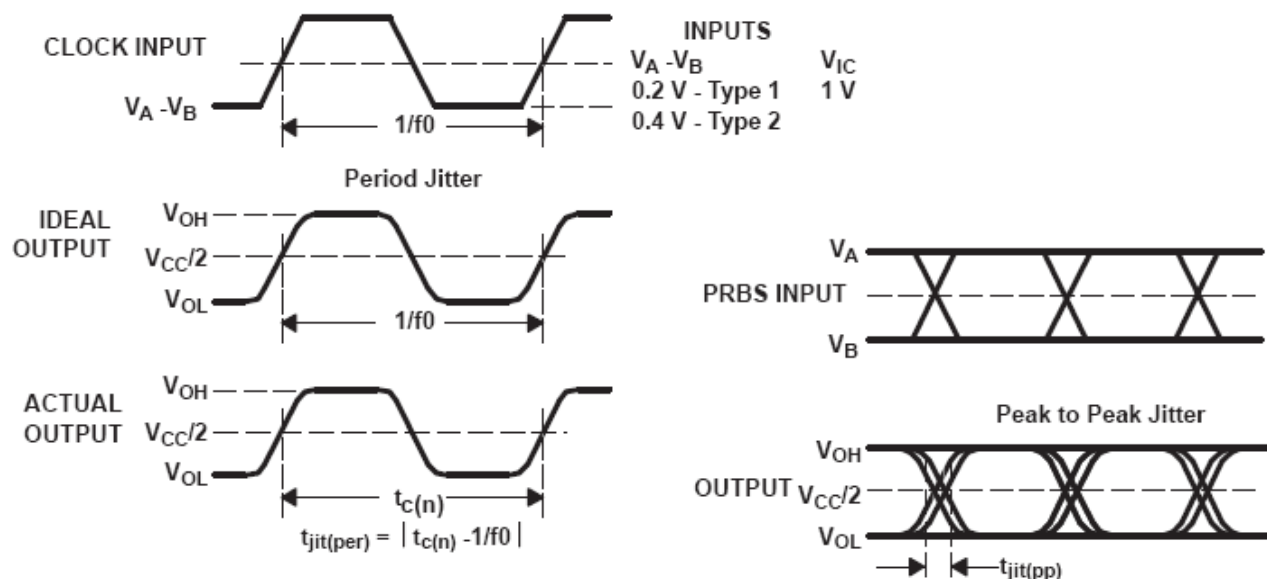 CLOCK INPUT
V_A -V_B
1/f0
INPUTS
V_A -V_B V_IC
0.2 V - Type 1 1 V
0.4 V - Type 2
Period Jitter
IDEAL
OUTPUT
V_OH
V_CC/2
V_OL
1/f0
ACTUAL
OUTPUT
V_OH
V_CC/2
V_OL
t_c(n)
t_jit(per) = | t_c(n) -1/f0 |
V_A
PRBS INPUT
V_B
Peak to Peak Jitter
V_OH
OUTPUT V_CC/2
V_OL
t_jit(pp)